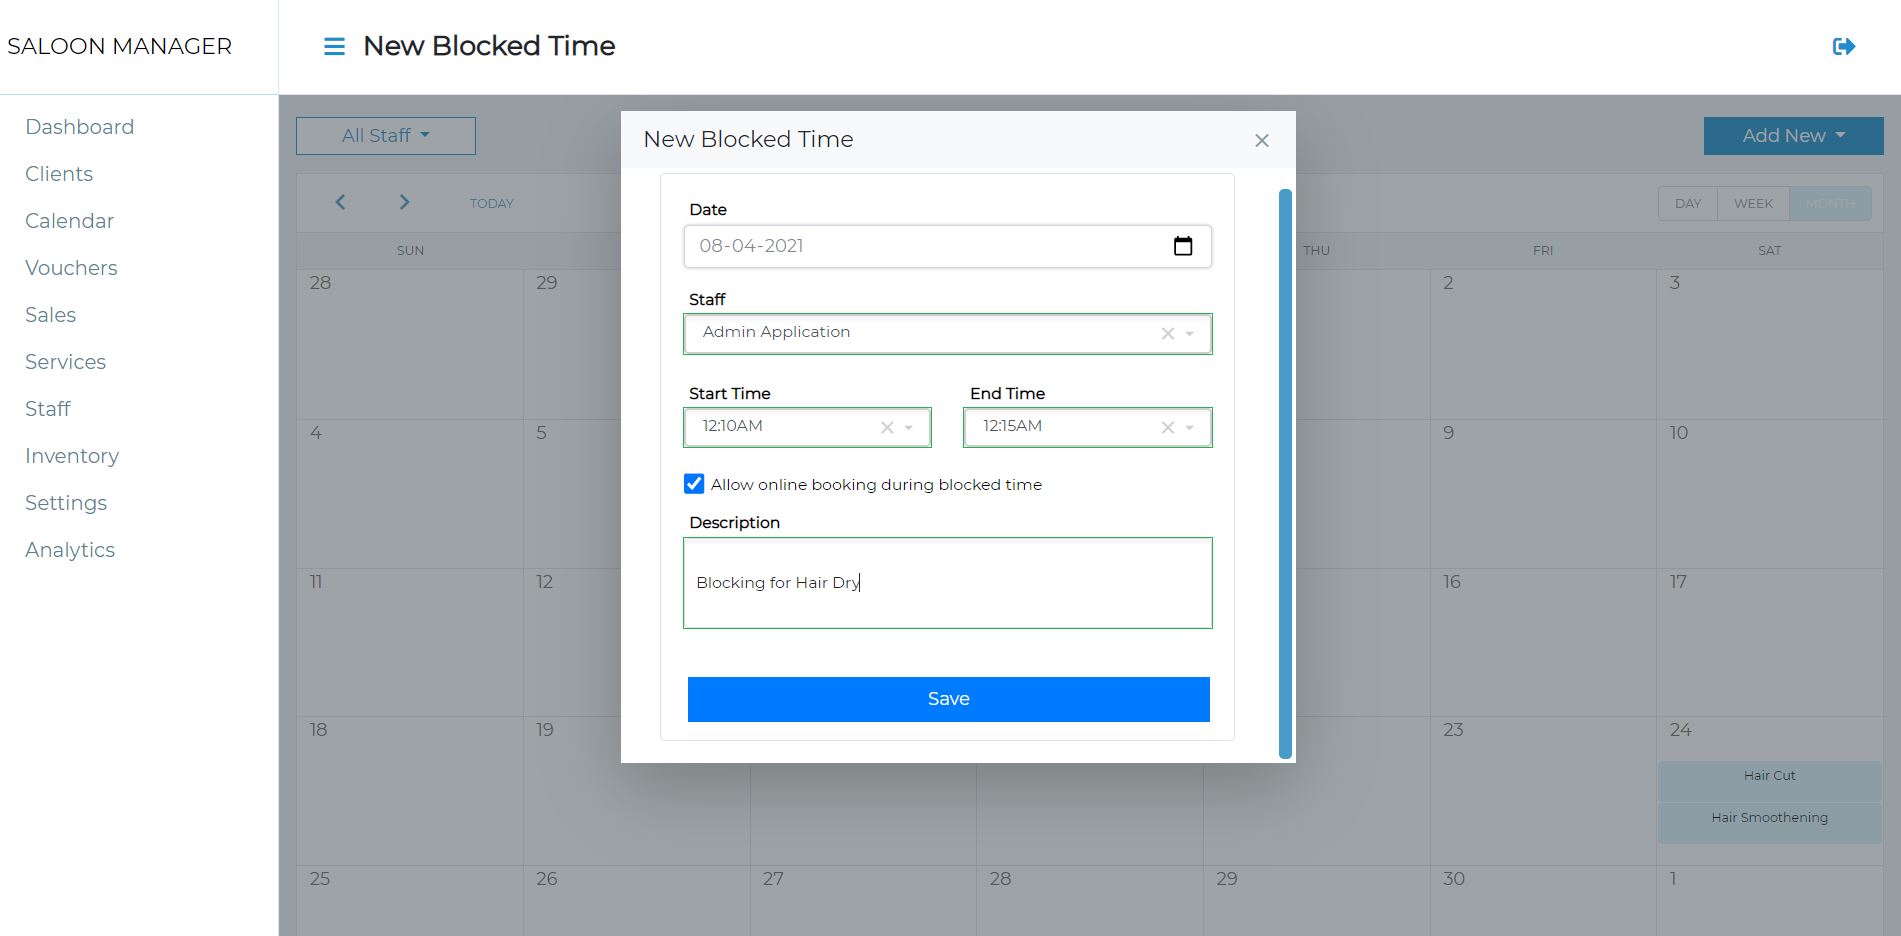 SALOON MANAGER
New Blocked Time
Dashboard
Clients
Calendar
Vouchers
Sales
Services
Staff
Inventory
Settings
Analytics
All Staff
Add New
TODAY
DAY WEEK MONTH
SUN THU FRI SAT
28 29 2 3
4 5 9 10
11 12 16 17
18 19 23 24
Hair Cut
Hair Smoothening
25 26 27 28 29 30 1
New Blocked Time
Date
08-04-2021
Staff
Admin Application
Start Time End Time
12:10AM 12:15AM
Allow online booking during blocked time
Description
Blocking for Hair Dry
Save